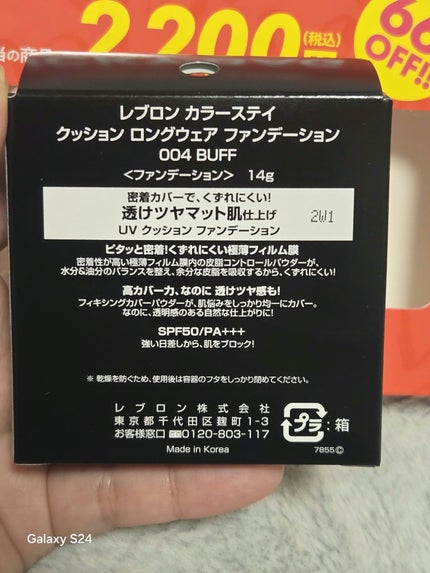 当の商品
2,200円
(税込)
66
OFF!!
レブロン カラーステイ
クッション ロングウェア ファンデーション
004 BUFF
<ファンデーション> 14g
密着カバーで、くずれにくい!
透けツヤマット肌仕上げ
2W1
UV クッション ファンデーション
ピタッと密着!くずれにくい極薄フィルム膜
密着性が高い極薄フィルム膜内の皮脂コントロールパウダーが、
水分&油分のバランスを整え、余分な皮脂を吸収するから、くずれにくい!
高カバー力、なのに 透けツヤ感も!
フィキシングカバーパウダーが、肌悩みをしっかり均一にカバー。
なのに、透明感のある自然な仕上がりに!
SPF50/PA+++
強い日差しから、肌をブロック!
※ 乾燥を防ぐため、使用後は容器のフタをしっかり閉めてください。
レブロン株式会社
東京都千代田区麹町1-3
お客様窓口 0120-803-117
Made in Korea
プラ:箱
7855©
Galaxy S24